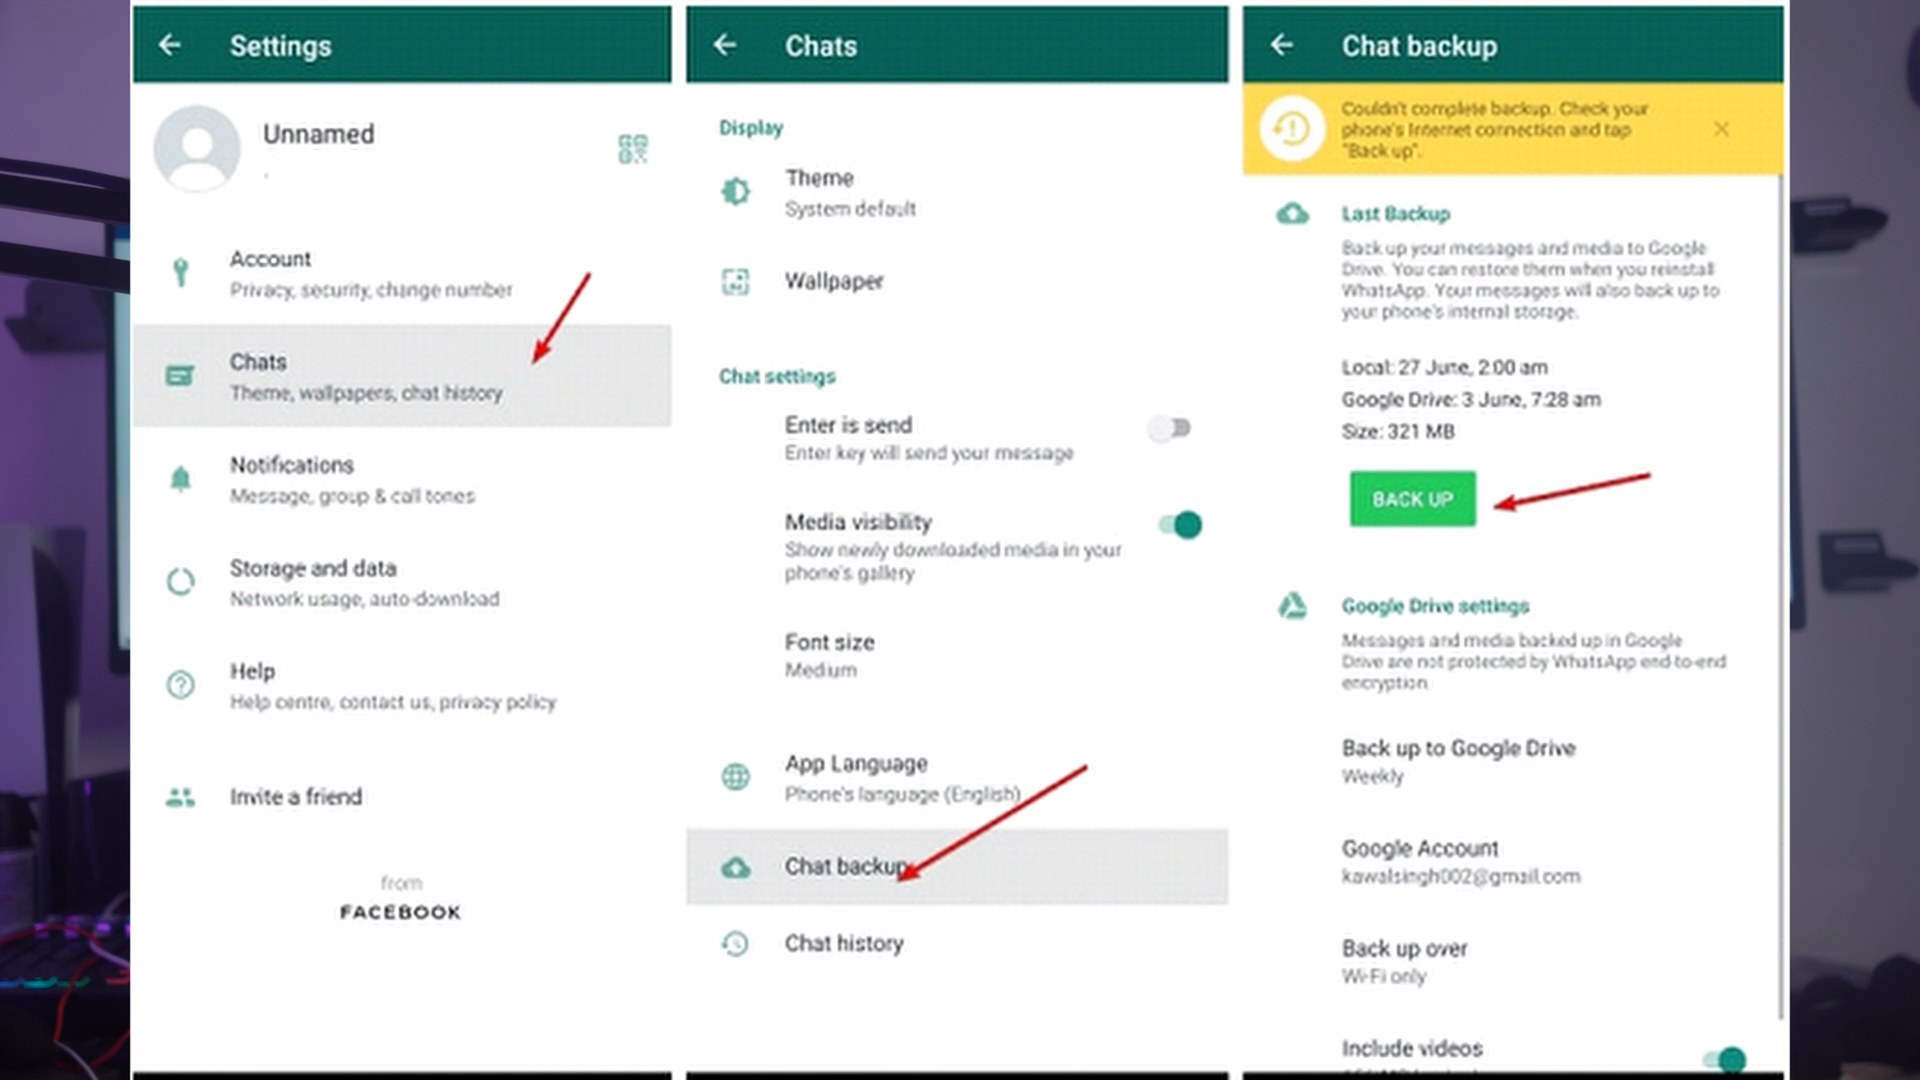 Settings
Unnamed
Account
Privacy, security, change number
Chats
Theme, wallpapers, chat history
Notifications
Message, group & call tones
Storage and data
Network usage, auto-download
Help
Help centre, contact us, privacy policy
Invite a friend
from
FACEBOOK
Chats
Display
Theme
System default
Wallpaper
Chat settings
Enter is send
Enter key will send your message
Media visibility
Show newly downloaded media in your
phone's gallery
Font size
Medium
App Language
Phone's language (English)
Chat backup
Chat history
Chat backup
Couldn't complete backup. Check your
phone's Internet connection and tap
"Back up".
Last Backup
Back up your messages and media to Google
Drive. You can restore them when you reinstall
WhatsApp. Your messages will also back up to
your phone's internal storage.
Local: 27 June, 2:00 am
Google Drive: 3 June, 7:28 am
Size: 321 MB
BACK UP
Google Drive settings
Messages and media backed up in Google
Drive are not protected by WhatsApp end-to-end
encryption.
Back up to Google Drive
Weekly
Google Account
kawalsingh002@gmail.com
Back up over
Wi-Fi only
Include videos